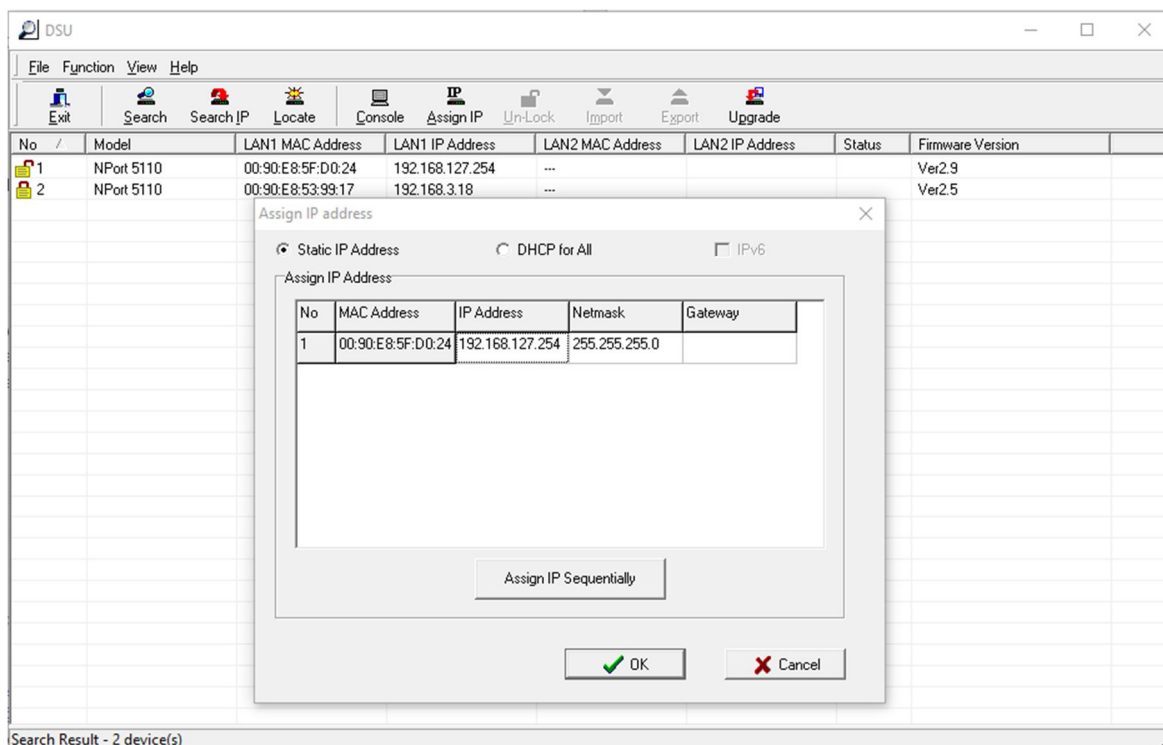 DSU
File Function View Help
Exit Search Search IP Locate Console Assign IP Un-Lock Import Export Upgrade
No / Model LAN1 MAC Address LAN1 IP Address LAN2 MAC Address LAN2 IP Address Status Firmware Version
1 NPort 5110 00:90:E8:5F:D0:24 192.168.127.254 --- Ver2.9
2 NPort 5110 00:90:E8:53:99:17 192.168.3.18 --- Ver2.5
Assign IP address
Static IP Address DHCP for All IPv6
Assign IP Address
No MAC Address IP Address Netmask Gateway
1 00:90:E8:5F:D0:24 192.168.127.254 255.255.255.0
Assign IP Sequentially
OK Cancel
Search Result - 2 device(s)